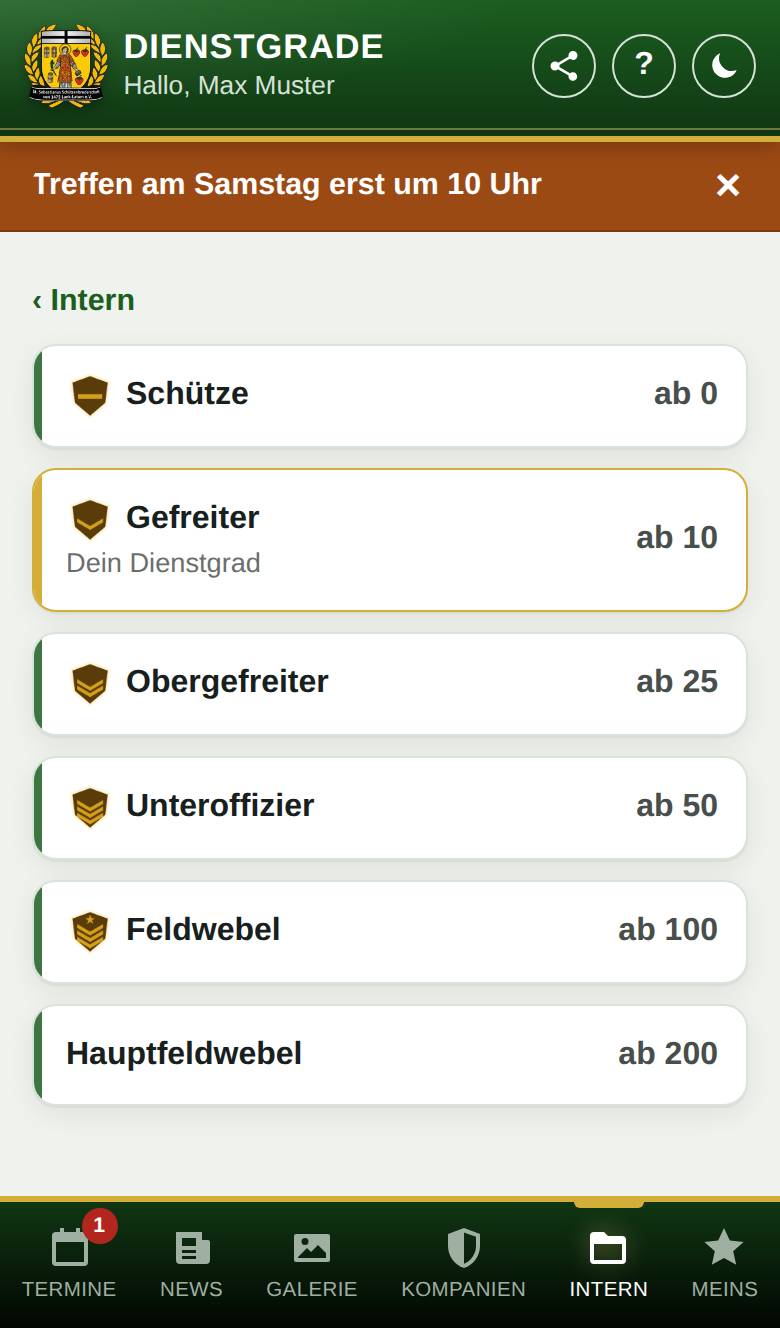 DIENSTGRADE
Hallo, Max Muster
?
Treffen am Samstag erst um 10 Uhr
×
‹ Intern
Schütze ab 0
Gefreiter
Dein Dienstgrad
ab 10
Obergefreiter ab 25
Unteroffizier ab 50
Feldwebel ab 100
Hauptfeldwebel ab 200
1
TERMINE NEWS GALERIE KOMPANIEN INTERN MEINS